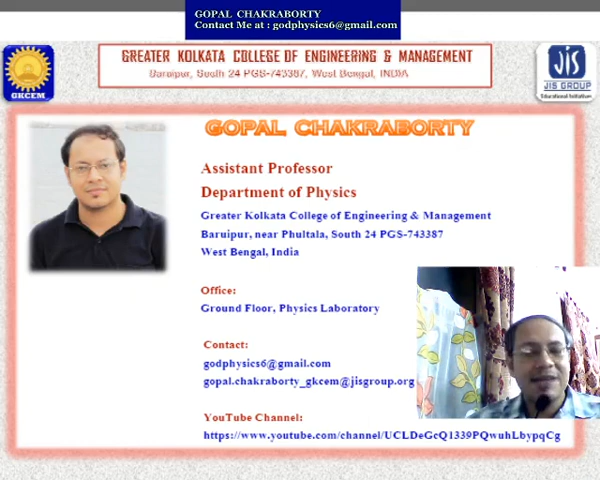 GOPAL CHAKRABORTY
Contact Me at : godphysics6@gmail.com
GREATER KOLKATA COLLEGE OF ENGINEERING & MANAGEMENT
Baruipur, South 24 PGS-743387, West Bengal, INDIA
GKCEM
JIS
JIS GROUP
Educational Initiatives
GOPAL CHAKRABORTY
Assistant Professor
Department of Physics
Greater Kolkata College of Engineering & Management
Baruipur, near Phultala, South 24 PGS-743387
West Bengal, India
Office:
Ground Floor, Physics Laboratory
Contact:
godphysics6@gmail.com
gopal.chakraborty_gkcem@jisgroup.org
YouTube Channel:
https://www.youtube.com/channel/UCLDeGcQ1339PQwuhLbypqCg